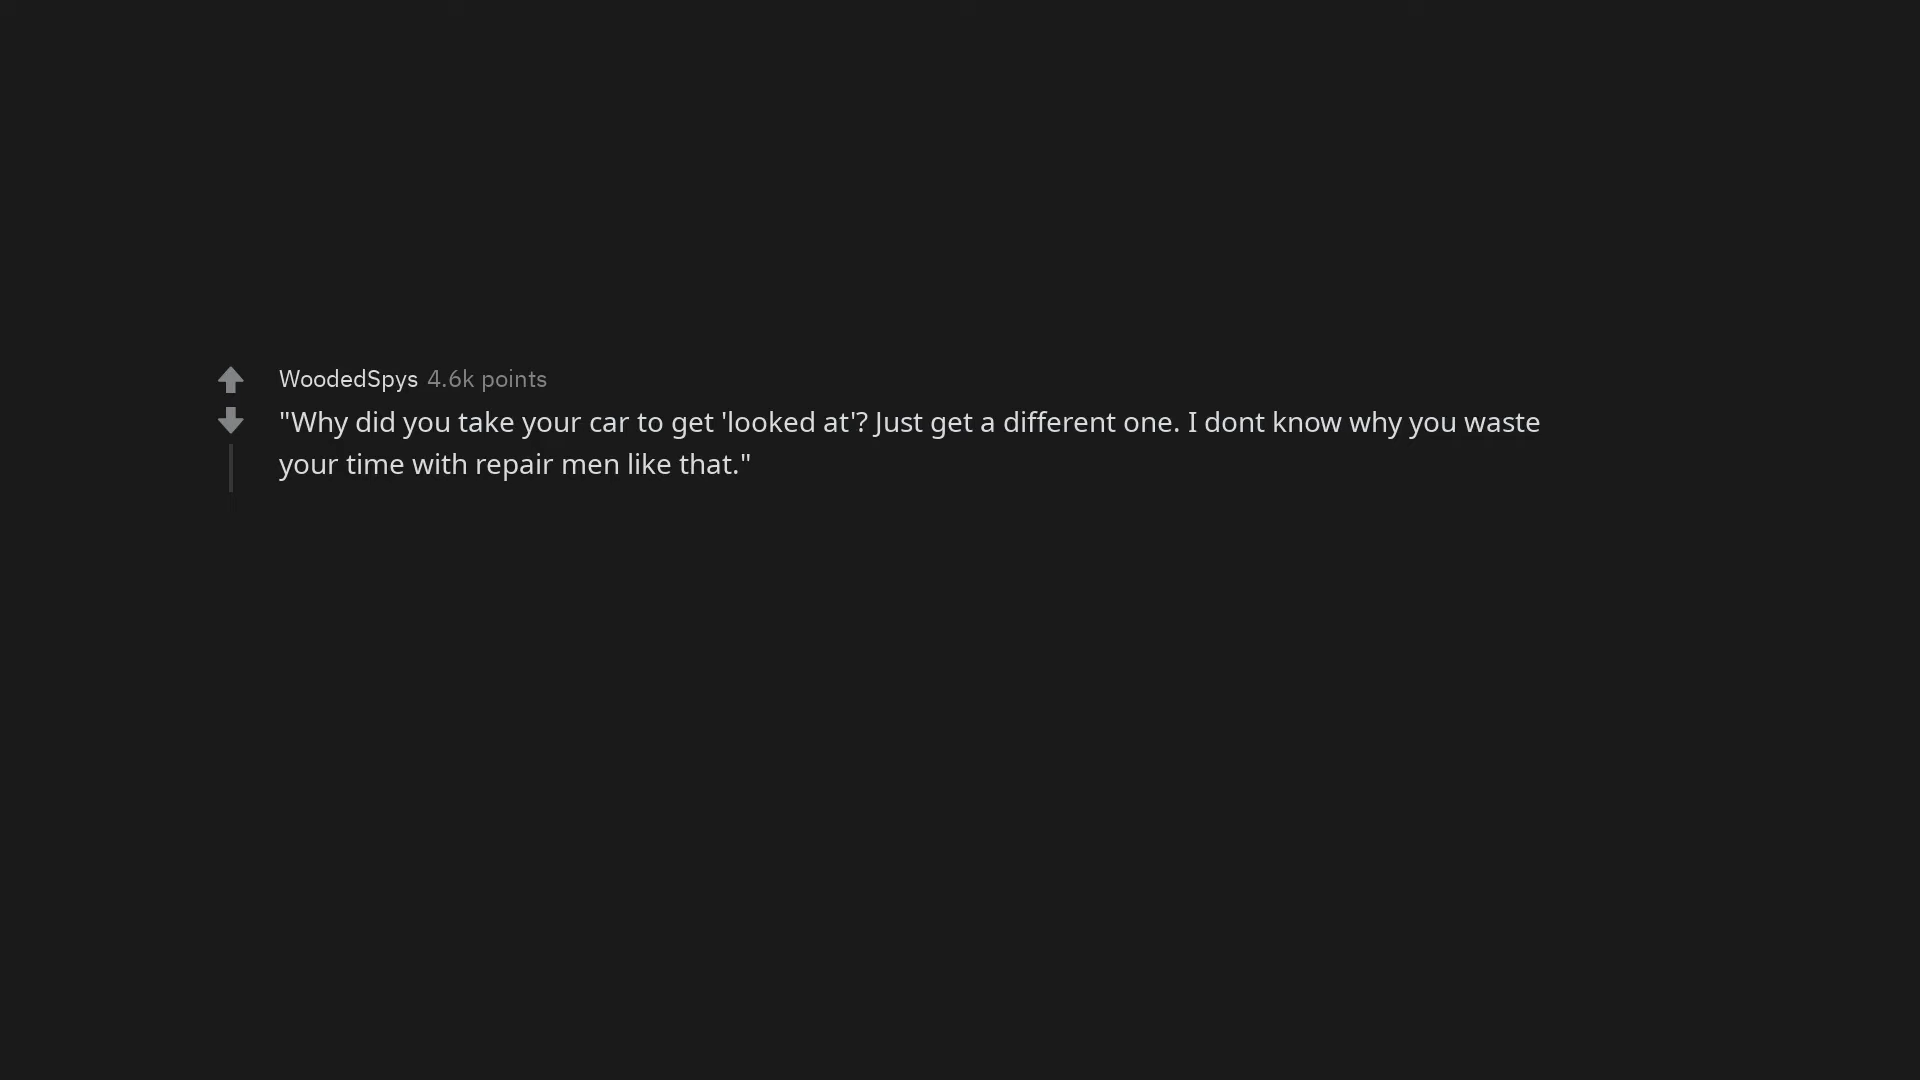 WoodedSpys 4.6k points
"Why did you take your car to get 'looked at'? Just get a different one. I dont know why you waste
your time with repair men like that."